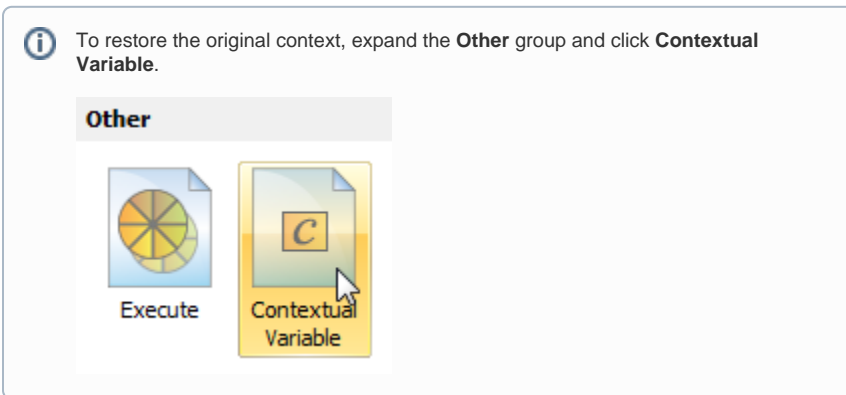 To restore the original context, expand the Other group and click Contextual
Variable.
Other
C
Execute
Contextual
Variable